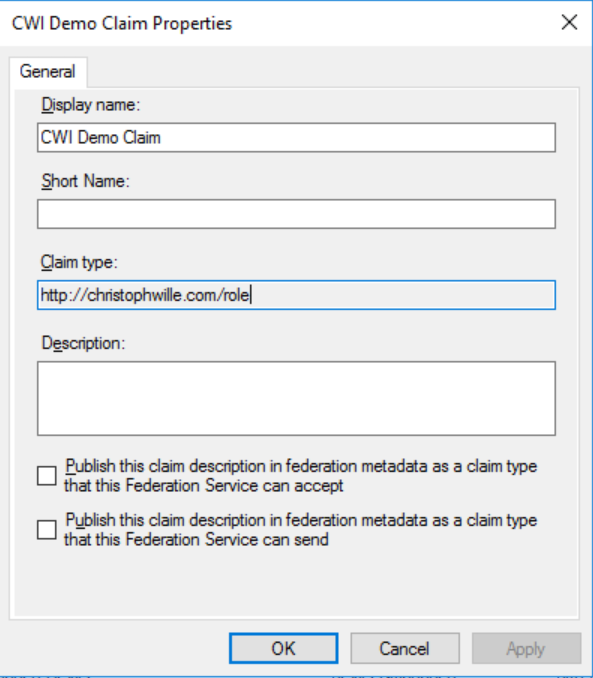 CWI Demo Claim Properties
General
Display name:
CWI Demo Claim
Short Name:
Claim type:
http://christophwille.com/role
Description:
Publish this claim description in federation metadata as a claim type
that this Federation Service can accept
Publish this claim description in federation metadata as a claim type
that this Federation Service can send
OK Cancel Apply